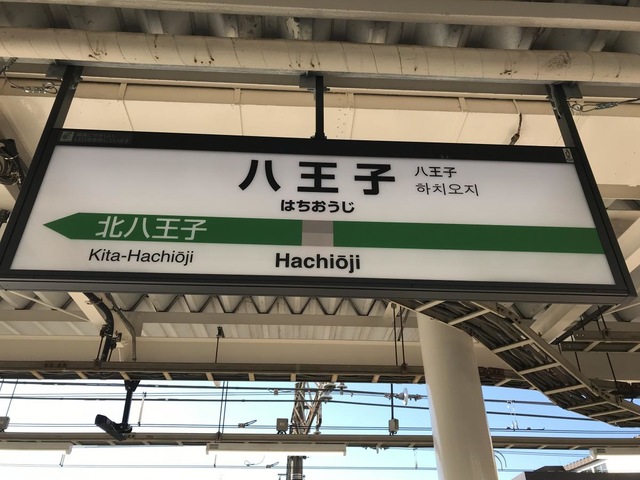 八王子
八王子
하치오지
はちおうじ
北八王子
Kita-Hachiōji
Hachiōji